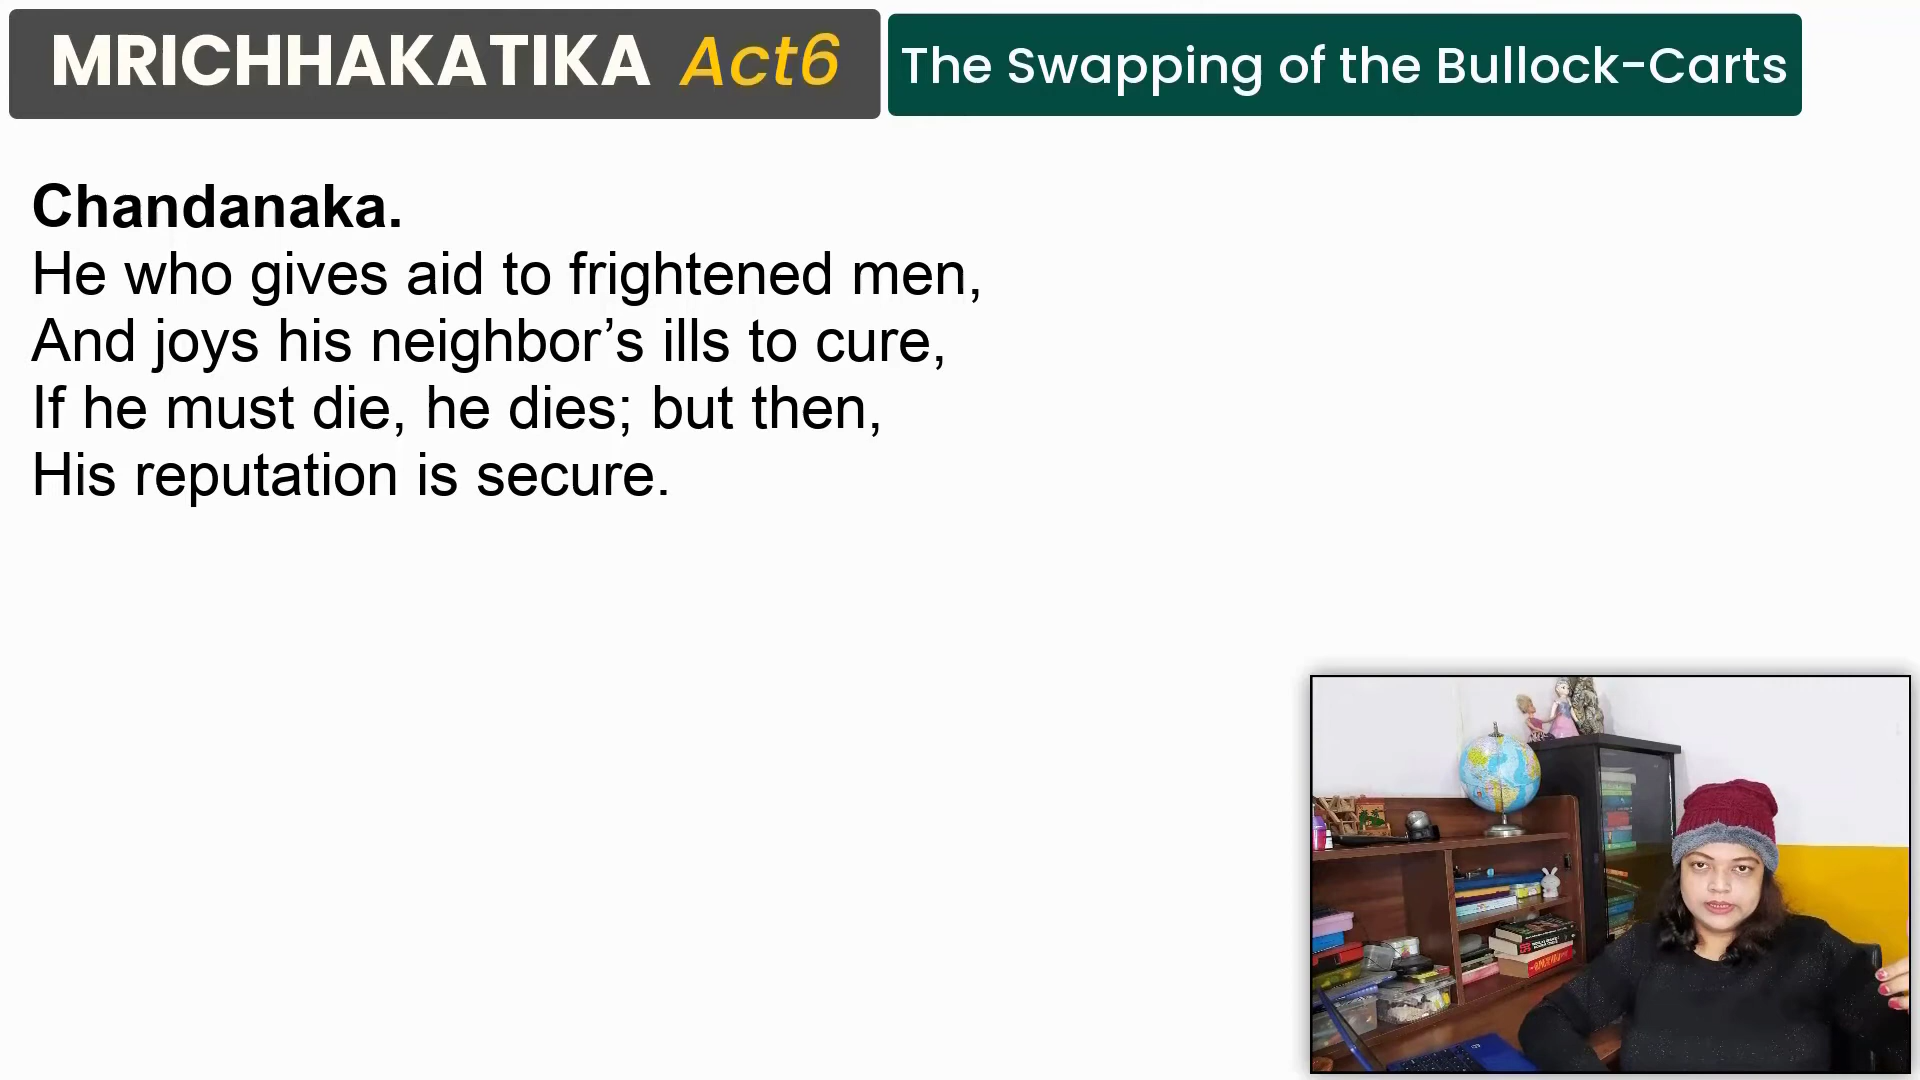 MRICHHAKATIKA Act6
The Swapping of the Bullock-Carts
Chandanaka.
He who gives aid to frightened men,
And joys his neighbor’s ills to cure,
If he must die, he dies; but then,
His reputation is secure.